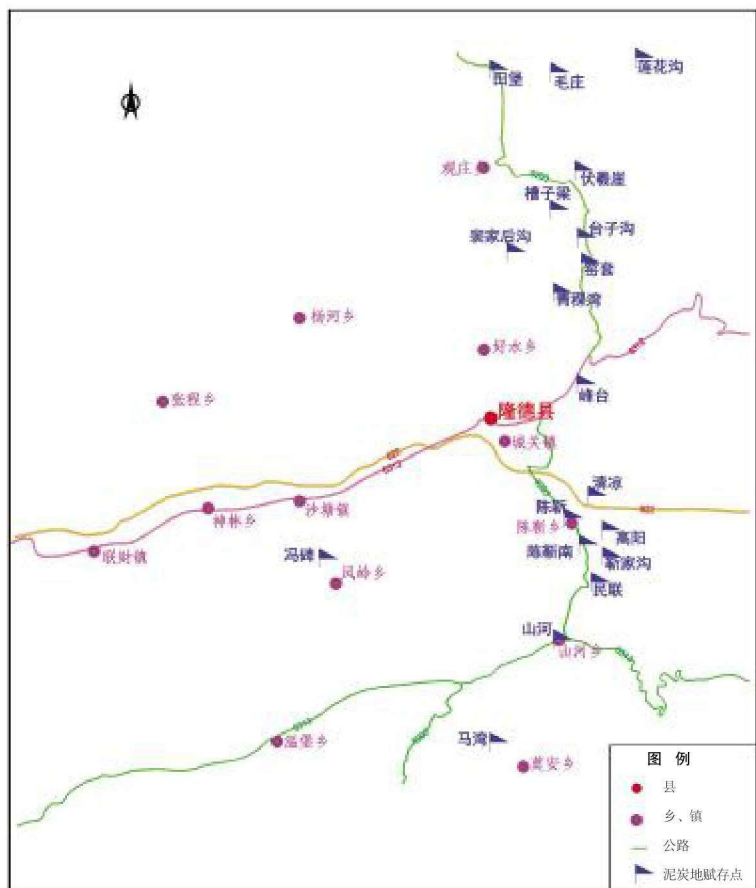 田堡
毛庄
莲花沟
观庄乡
伏羲崖
槽子梁
台子沟
裴家后沟
窑套
青稞湾
杨河乡
好水乡
张程乡
峰台
隆德县
城关镇
清凉
沙塘镇
神林乡
陈靳
陈靳乡
高阳
联财镇
冯碑
陈靳南
靳家沟
凤岭乡
民联
山河
山河乡
温堡乡
马湾
奠安乡
图 例
县
乡、镇
公路
泥炭地赋存点